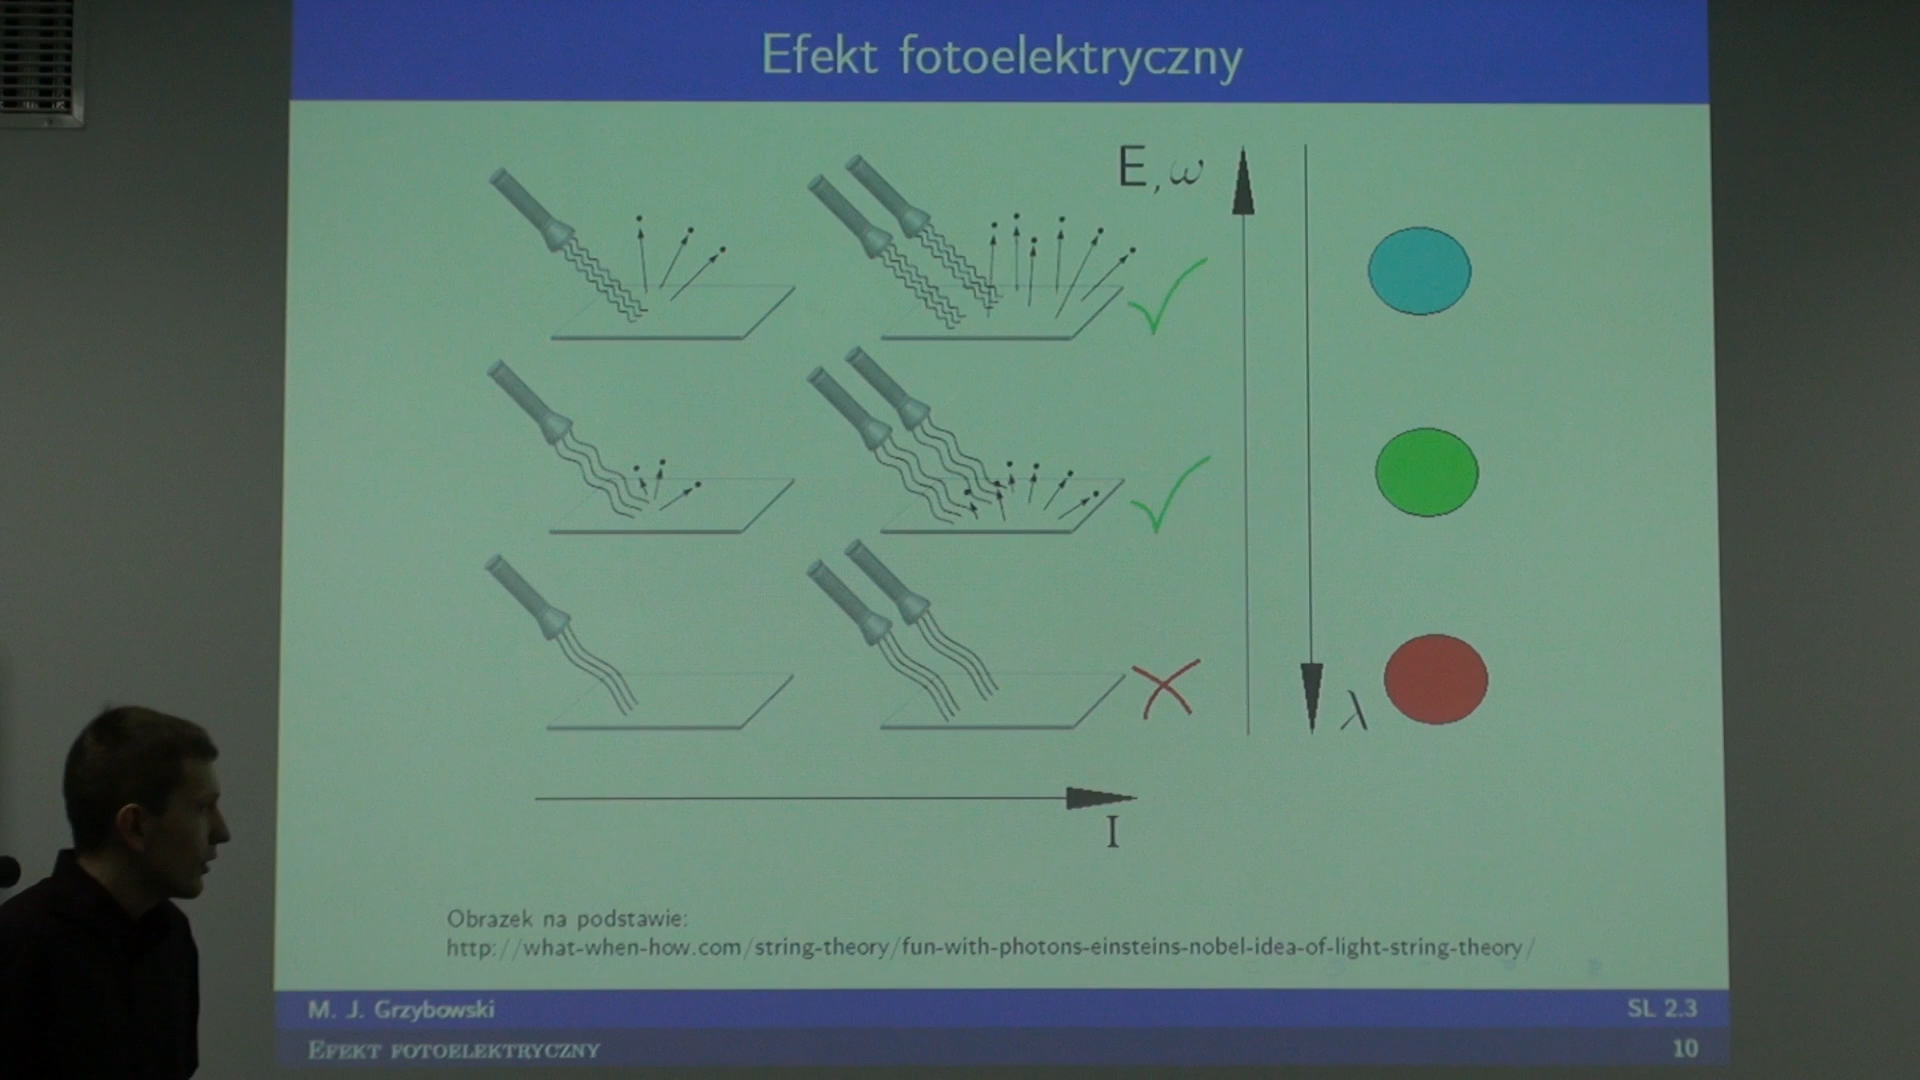 Efekt fotoelektryczny
E,ω
λ
I
Obrazek na podstawie:
http://what-when-how.com/string-theory/fun-with-photons-einsteins-nobel-idea-of-light-string-theory/
M. J. Grzybowski
SL 2.3
EFEKT FOTOELEKTRYCZNY
10